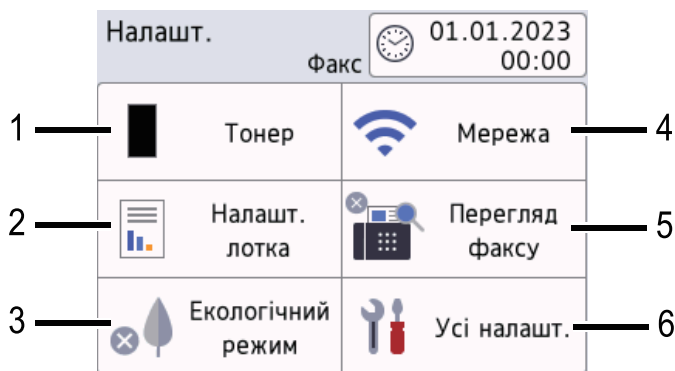 Налашт.
Факс
01.01.2023
00:00
1
Тонер
Мережа
4
2
Налашт.
лотка
Перегляд
факсу
5
3
Екологічний
режим
Усі налашт.
6